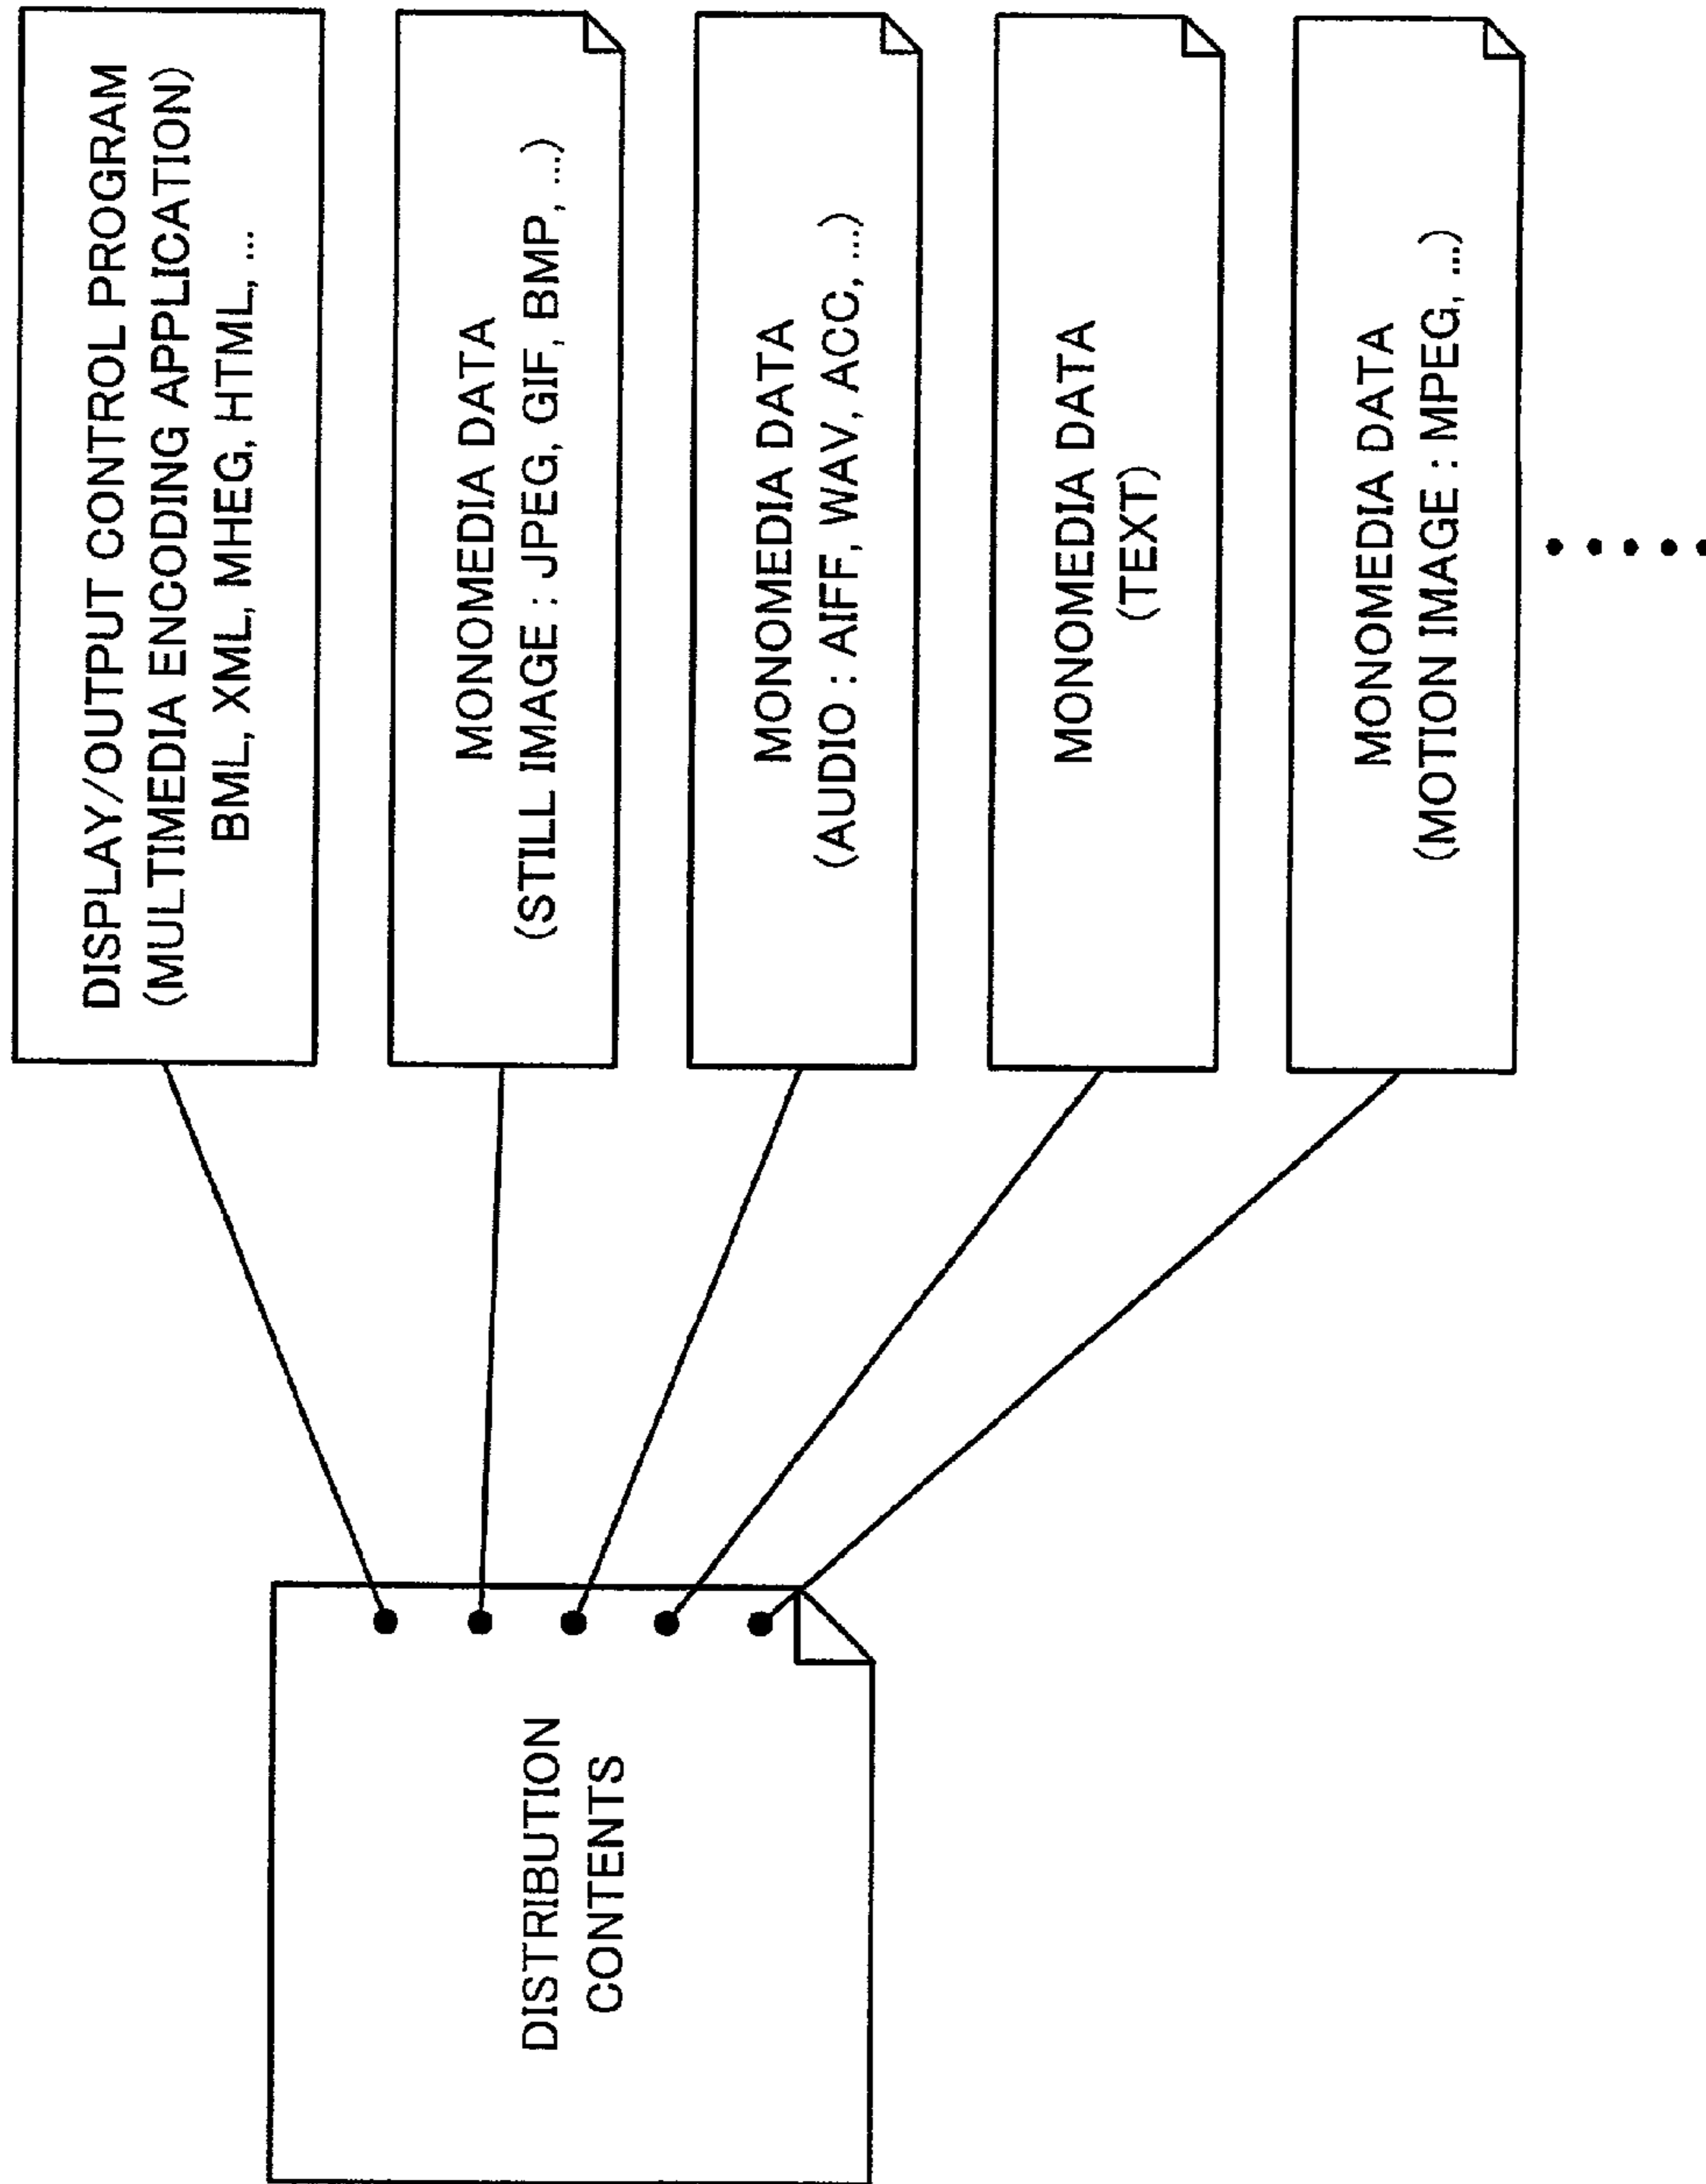 DISTRIBUTION
CONTENTS
DISPLAY/OUTPUT CONTROL PROGRAM
(MULTIMEDIA ENCODING APPLICATION)
BML, XML, MHEG, HTML, ...
MONOMEDIA DATA
(STILL IMAGE : JPEG, GIF, BMP, ...)
MONOMEDIA DATA
(AUDIO : AIFF, WAV, ACC, ...)
MONOMEDIA DATA
(TEXT)
MONOMEDIA DATA
(MOTION IMAGE : MPEG, ...)